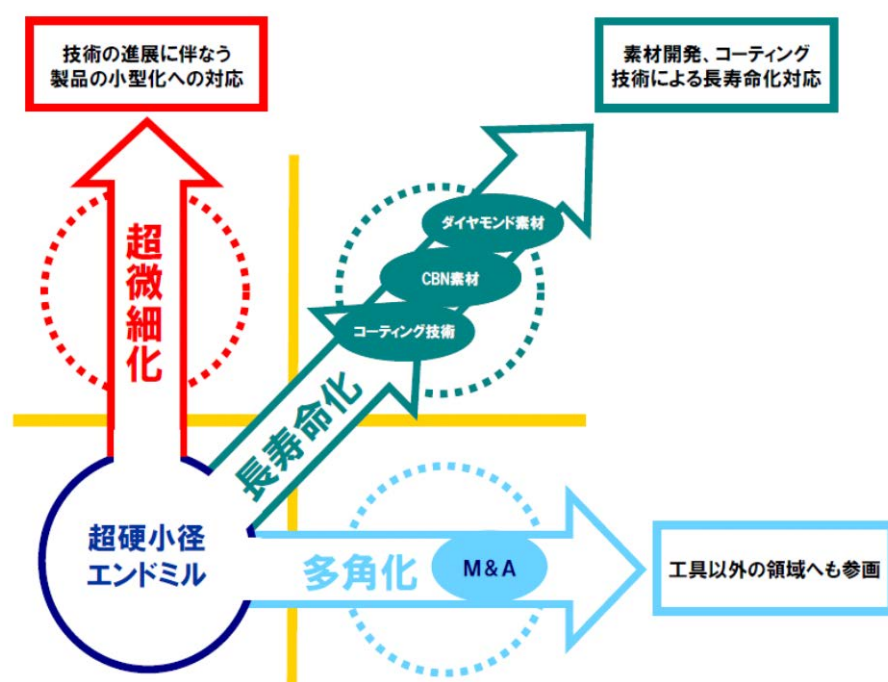 技術の進展に伴なう
製品の小型化への対応
素材開発、コーティング
技術による長寿命化対応
超微細化
ダイヤモンド素材
CBN素材
コーティング技術
長寿命化
超硬小径
エンドミル
多角化
M&A
工具以外の領域へも参画